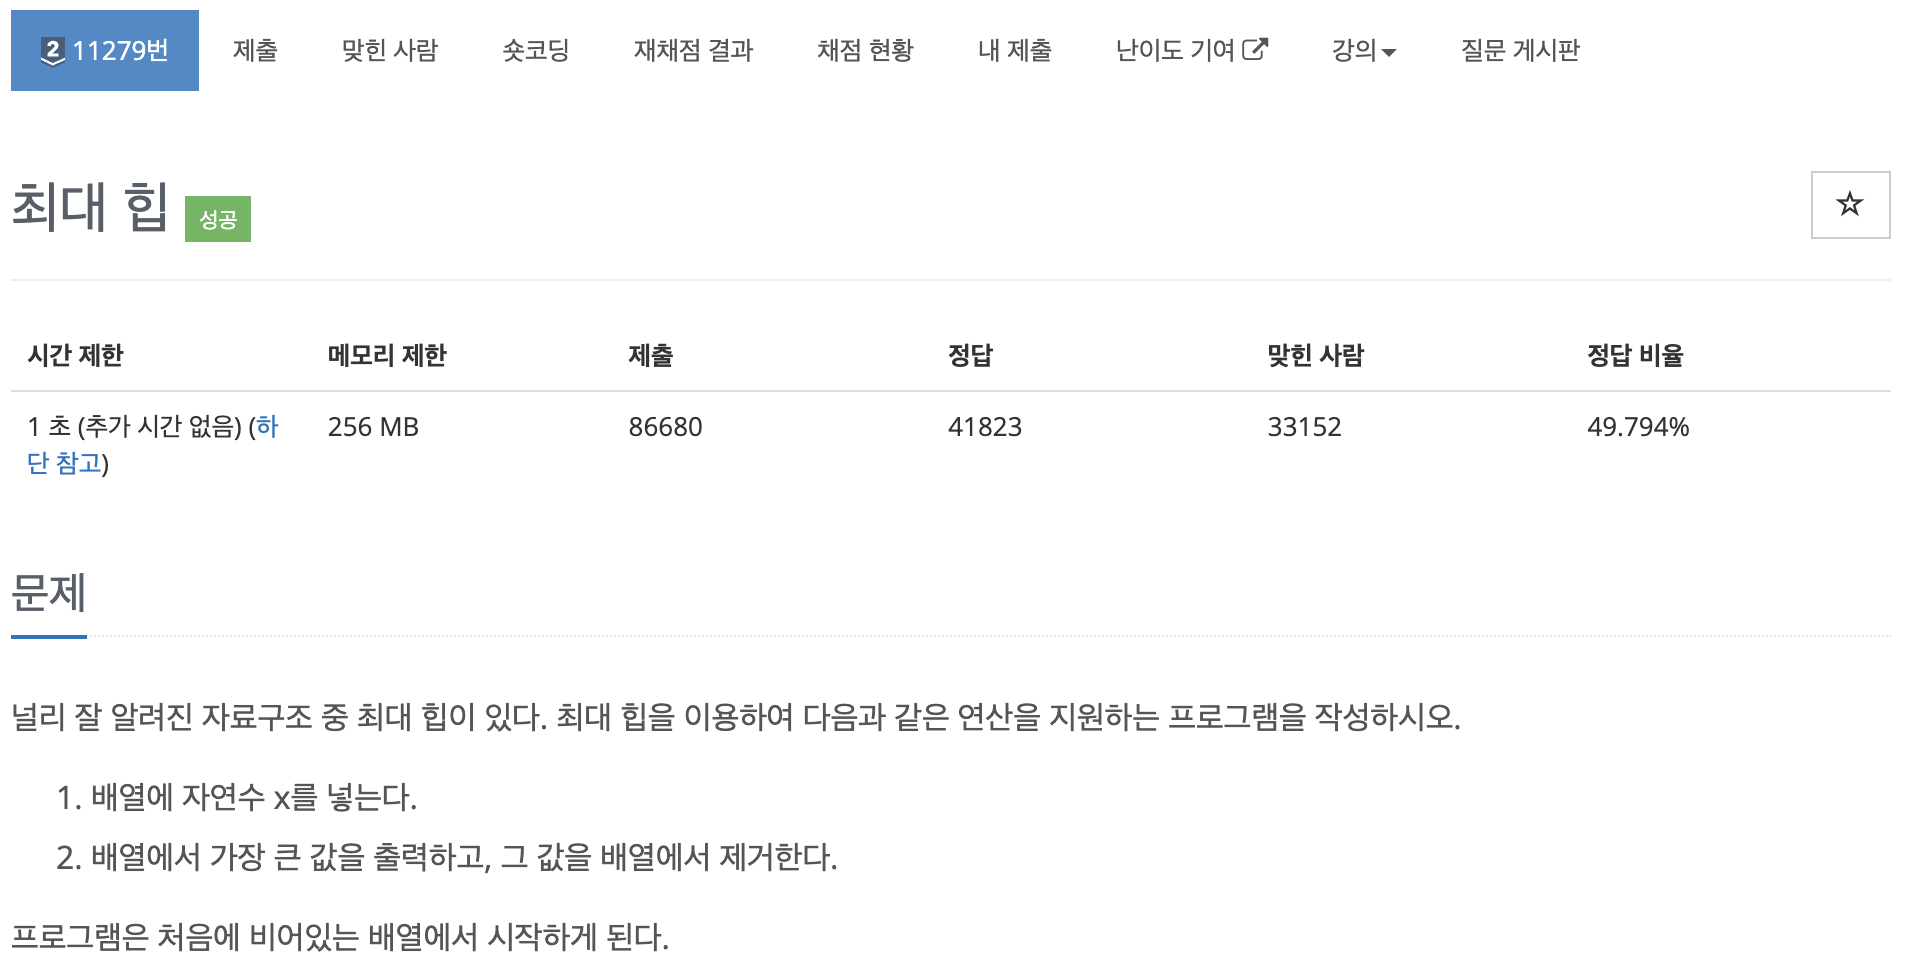 2 11279번 제출 맞힌 사람 숏코딩 재채점 결과 채점 현황 내 제출 난이도 기여 강의 질문 게시판
최대 힙 성공
시간 제한 메모리 제한 제출 정답 맞힌 사람 정답 비율
1 초 (추가 시간 없음) (하 256 MB 86680 41823 33152 49.794%
단 참고)
문제
널리 잘 알려진 자료구조 중 최대 힙이 있다. 최대 힙을 이용하여 다음과 같은 연산을 지원하는 프로그램을 작성하시오.
1. 배열에 자연수 x를 넣는다.
2. 배열에서 가장 큰 값을 출력하고, 그 값을 배열에서 제거한다.
프로그램은 처음에 비어있는 배열에서 시작하게 된다.